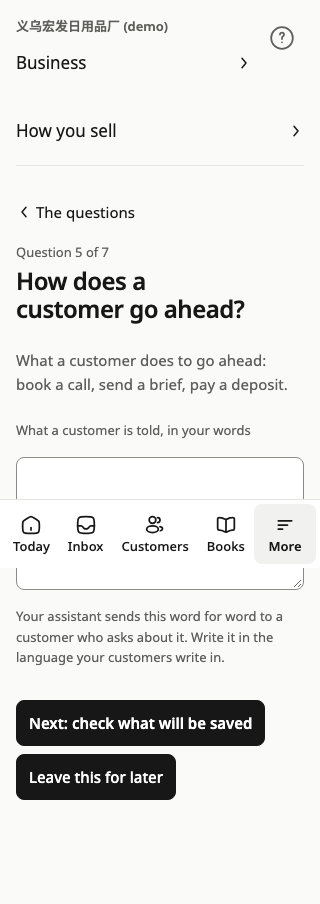 义乌宏发日用品厂 (demo)
Business
How you sell
The questions
Question 5 of 7
How does a
customer go ahead?
What a customer does to go ahead:
book a call, send a brief, pay a deposit.
What a customer is told, in your words
Today Inbox Customers Books More
Your assistant sends this word for word to a
customer who asks about it. Write it in the
language your customers write in.
Next: check what will be saved
Leave this for later